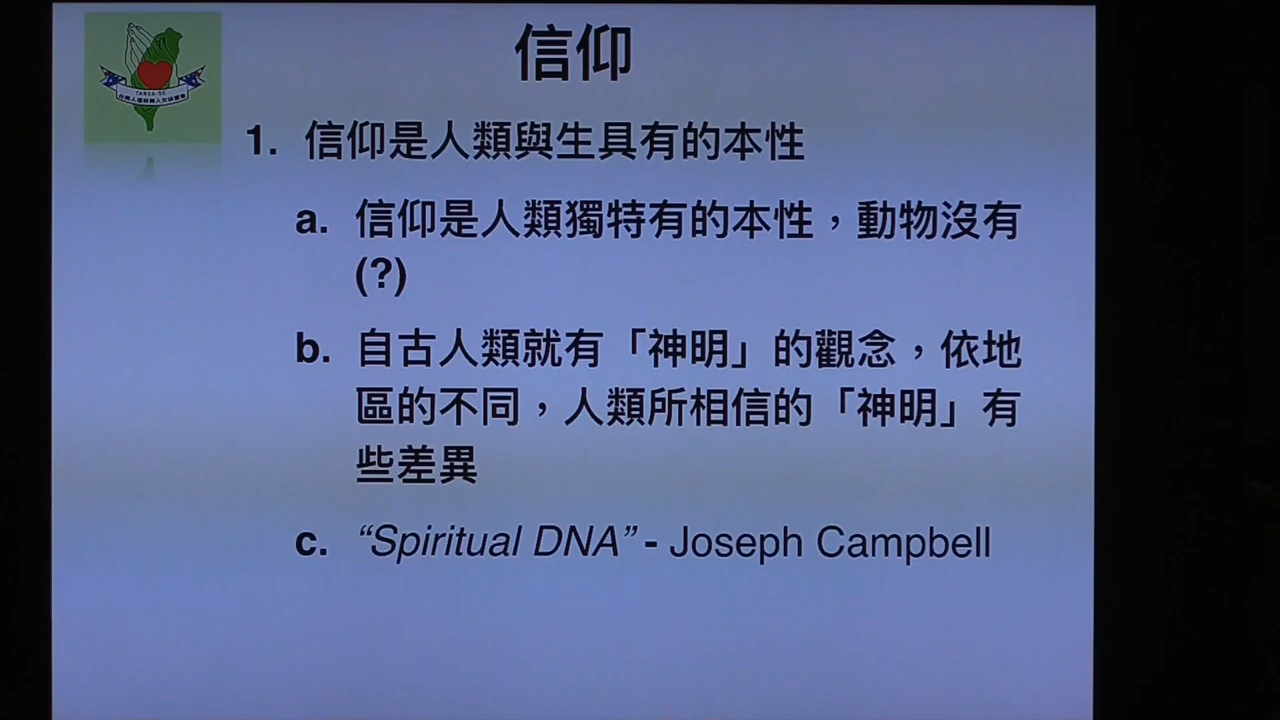 信仰
TARSA-SC
1. 信仰是人類與生具有的本性
a. 信仰是人類獨特有的本性，動物沒有
(?)
b. 自古人類就有「神明」的觀念，依地
區的不同，人類所相信的「神明」有
些差異
c. “Spiritual DNA” - Joseph Campbell